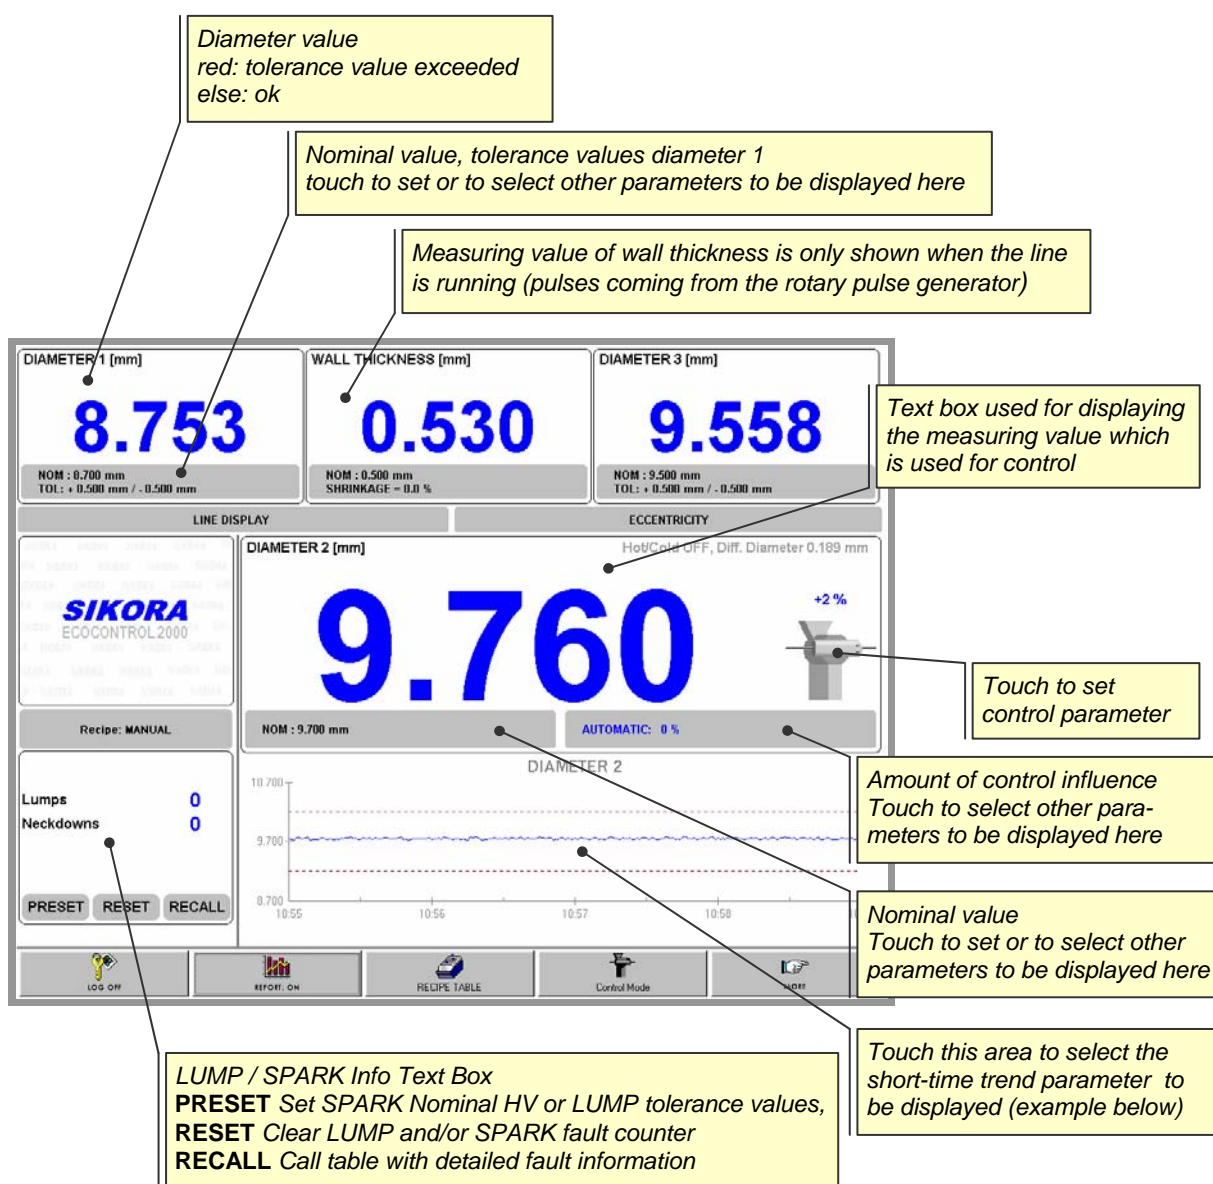 Diameter value
red: tolerance value exceeded
else: ok
Nominal value, tolerance values diameter 1
touch to set or to select other parameters to be displayed here
Measuring value of wall thickness is only shown when the line
is running (pulses coming from the rotary pulse generator)
DIAMETER 1 [mm]
8.753
NOM : 8.700 mm
TOL: + 0.500 mm / - 0.500 mm
WALL THICKNESS [mm]
0.530
NOM : 0.500 mm
SHRINKAGE = 0.0 %
DIAMETER 3 [mm]
9.558
NOM : 9.500 mm
TOL: + 0.500 mm / - 0.500 mm
Text box used for displaying
the measuring value which
is used for control
LINE DISPLAY
ECCENTRICITY
SIKORA
ECOCONTROL 2000
Recipe: MANUAL
DIAMETER 2 [mm]
Hot/Cold OFF, Diff. Diameter 0.189 mm
9.760
+2 %
NOM : 9.700 mm
AUTOMATIC: 0 %
Touch to set
control parameter
Amount of control influence
Touch to select other para-
meters to be displayed here
Lumps 0
Neckdowns 0
PRESET RESET RECALL
DIAMETER 2
10.700
9.700
8.700
10:55 10:56 10:57 10:58
Nominal value
Touch to set or to select other
parameters to be displayed here
LOG OFF
REPORT: ON
RECIPE TABLE
Control Mode
MORE
Touch this area to select the
short-time trend parameter to
be displayed (example below)
LUMP / SPARK Info Text Box
PRESET Set SPARK Nominal HV or LUMP tolerance values,
RESET Clear LUMP and/or SPARK fault counter
RECALL Call table with detailed fault information